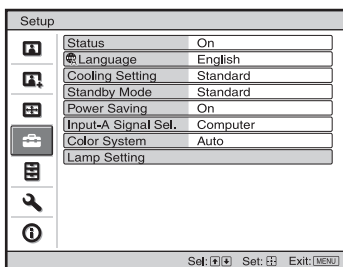 Setup
Status On
Language English
Cooling Setting Standard
Standby Mode Standard
Power Saving On
Input-A Signal Sel. Computer
Color System Auto
Lamp Setting
Sel: Set: Exit: MENU